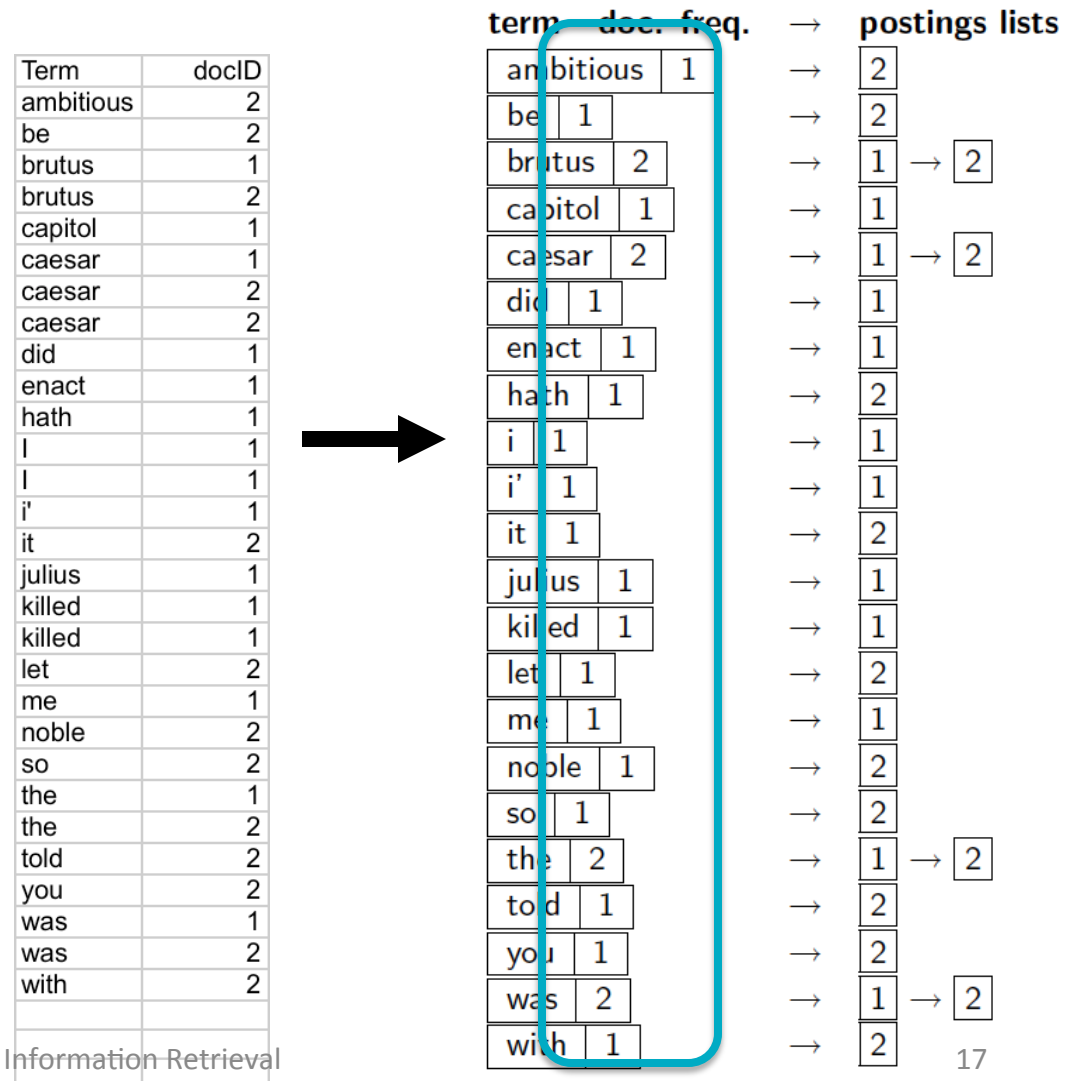 Term docID
ambitious 2
be 2
brutus 1
brutus 2
capitol 1
caesar 1
caesar 2
caesar 2
did 1
enact 1
hath 1
I 1
I 1
i' 1
it 2
julius 1
killed 1
killed 1
let 2
me 1
noble 2
so 2
the 1
the 2
told 2
you 2
was 1
was 2
with 2
term doc. freq. → postings lists
ambitious 1 → 2
be 1 → 2
brutus 2 → 1 → 2
capitol 1 → 1
caesar 2 → 1 → 2
did 1 → 1
enact 1 → 1
hath 1 → 2
i 1 → 1
i' 1 → 1
it 1 → 2
julius 1 → 1
killed 1 → 1
let 1 → 2
me 1 → 1
noble 1 → 2
so 1 → 2
the 2 → 1 → 2
told 1 → 2
you 1 → 2
was 2 → 1 → 2
with 1 → 2
Information Retrieval 17